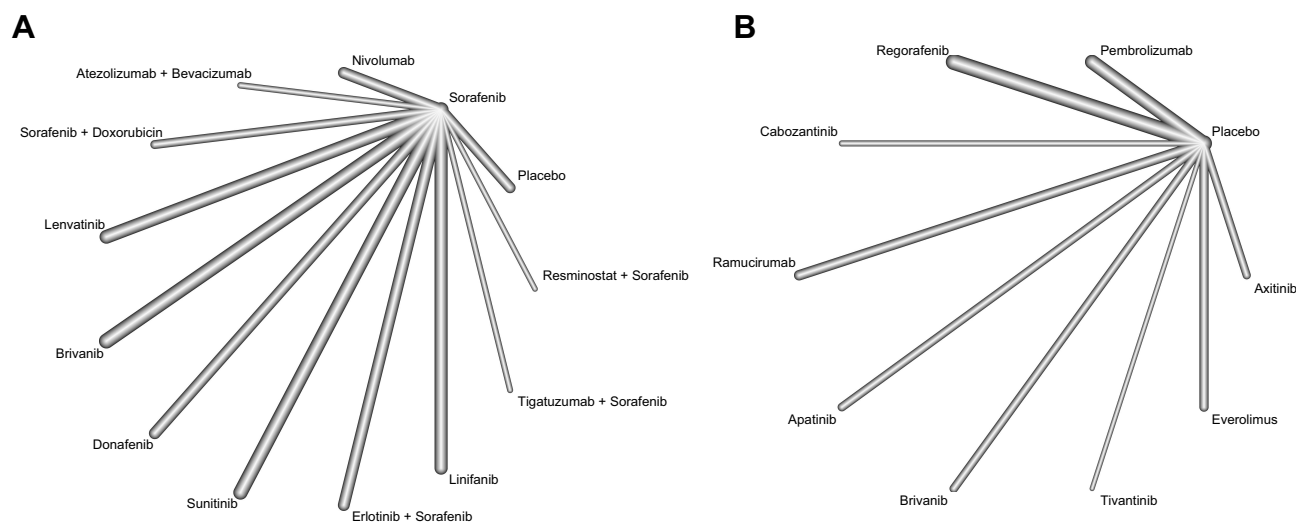 A
Nivolumab
Atezolizumab + Bevacizumab
Sorafenib
Sorafenib + Doxorubicin
Placebo
Lenvatinib
Resminostat + Sorafenib
Brivanib
Tigatuzumab + Sorafenib
Donafenib
Linifanib
Sunitinib
Erlotinib + Sorafenib
B
Regorafenib
Pembrolizumab
Cabozantinib
Placebo
Ramucirumab
Axitinib
Apatinib
Everolimus
Brivanib
Tivantinib